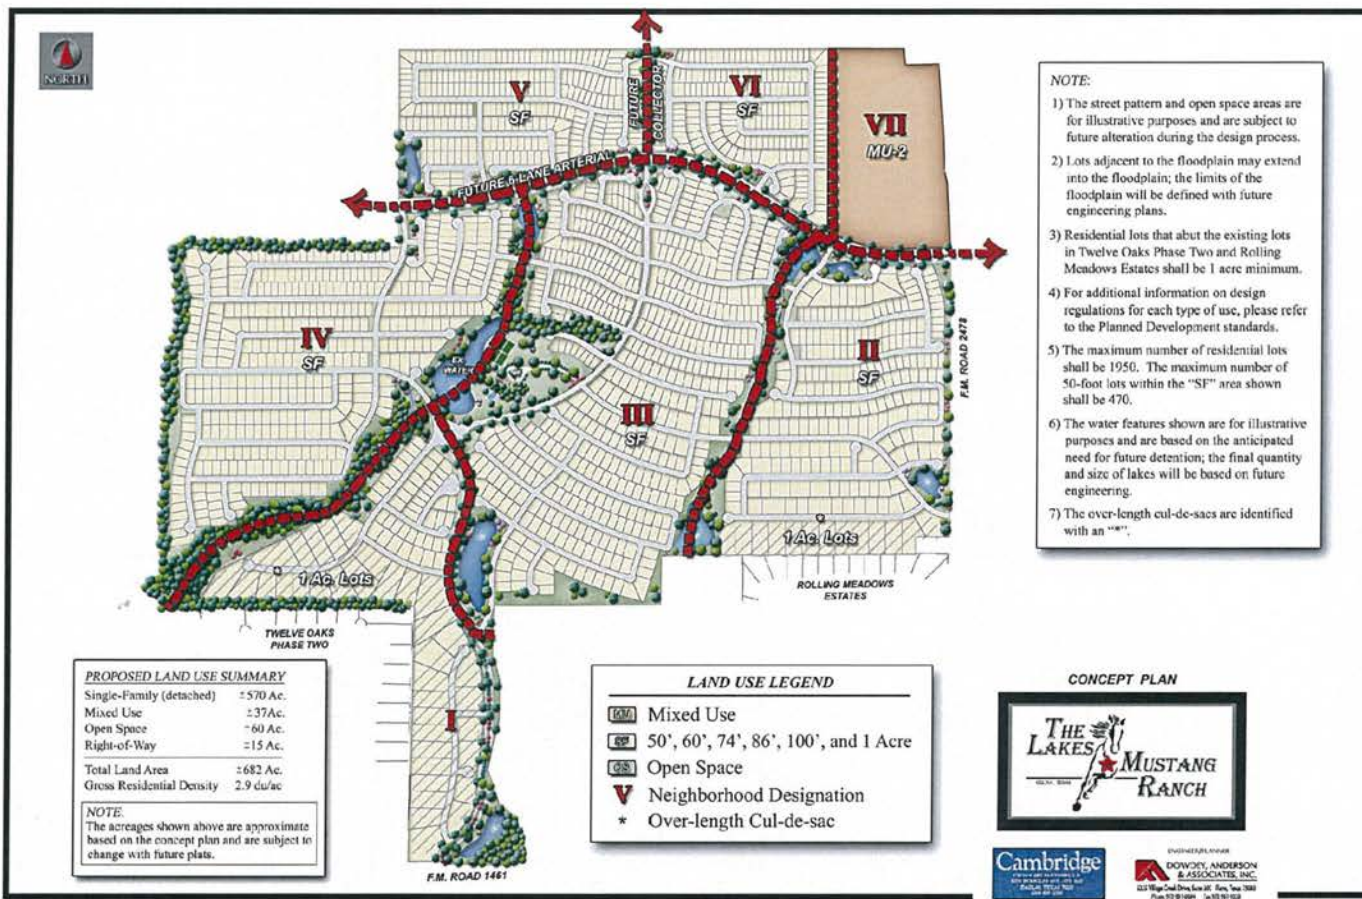 NORTH
V
SF
FUTURE
COLLECTOR
VI
SF
VII
MU-2
FUTURE 6 LANE ARTERIAL
IV
SF
EX.
WATER
III
SF
II
SF
F.M. ROAD 2478
1 Ac. Lots
1 Ac. Lots
ROLLING MEADOWS
ESTATES
TWELVE OAKS
PHASE TWO
I
F.M. ROAD 1461
NOTE:
1) The street pattern and open space areas are
for illustrative purposes and are subject to
future alteration during the design process.
2) Lots adjacent to the floodplain may extend
into the floodplain; the limits of the
floodplain will be defined with future
engineering plans.
3) Residential lots that abut the existing lots
in Twelve Oaks Phase Two and Rolling
Meadows Estates shall be 1 acre minimum.
4) For additional information on design
regulations for each type of use, please refer
to the Planned Development standards.
5) The maximum number of residential lots
shall be 1950. The maximum number of
50-foot lots within the "SF" area shown
shall be 470.
6) The water features shown are for illustrative
purposes and are based on the anticipated
need for future detention; the final quantity
and size of lakes will be based on future
engineering.
7) The over-length cul-de-sacs are identified
with an "*".
PROPOSED LAND USE SUMMARY
Single-Family (detached) ±570 Ac.
Mixed Use ±37Ac.
Open Space ±60 Ac.
Right-of-Way ±15 Ac.
Total Land Area ±682 Ac.
Gross Residential Density 2.9 du/ac
NOTE:
The acreages shown above are approximate
based on the concept plan and are subject to
change with future plats.
LAND USE LEGEND
Mixed Use
SF 50', 60', 74', 86', 100', and 1 Acre
OS Open Space
V Neighborhood Designation
* Over-length Cul-de-sac
CONCEPT PLAN
THE
LAKES
MUSTANG
RANCH
Cambridge
ENGINEER/PLANNER
DOWDEY, ANDERSON
& ASSOCIATES, INC.